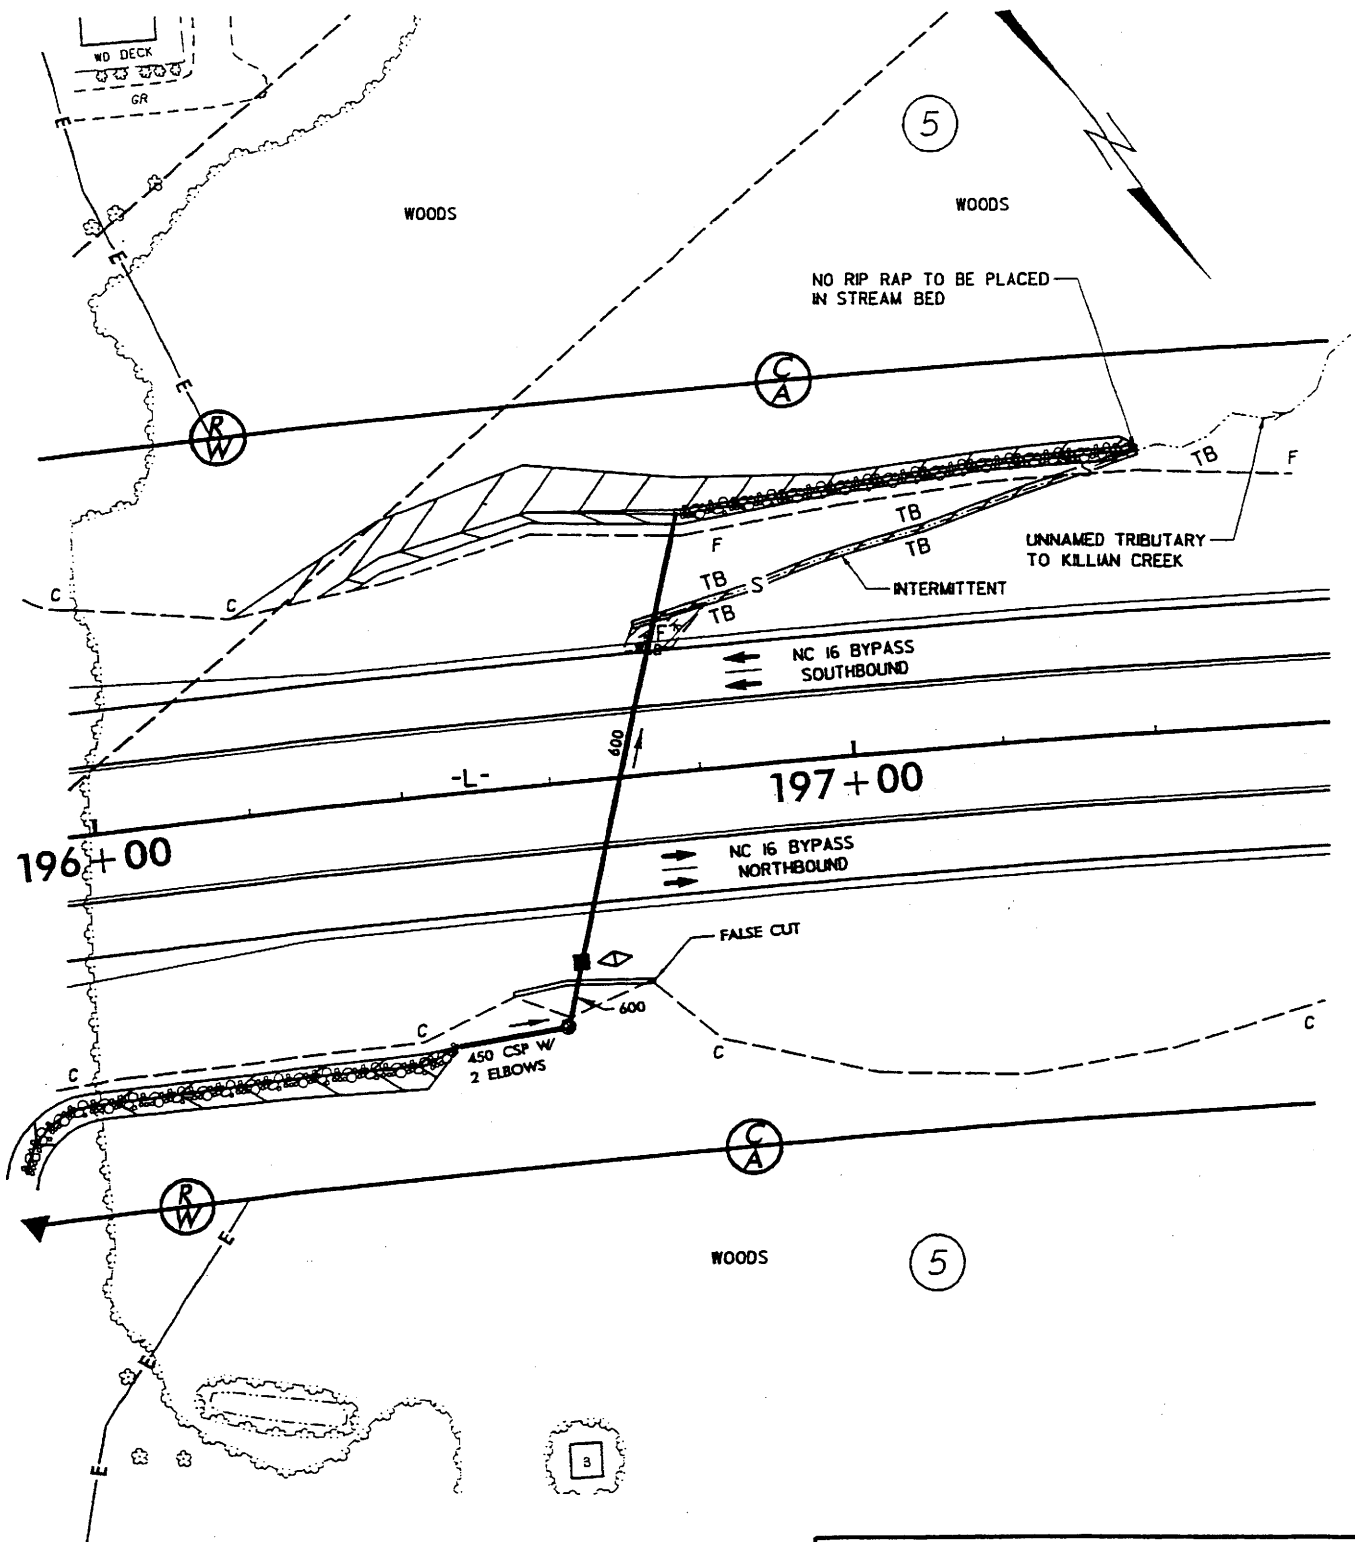 WD DECK
GR
E
5
N
WOODS
WOODS
E
NO RIP RAP TO BE PLACED
IN STREAM BED
E
C
A
R
W
TB
F
TB
F
TB
UNNAMED TRIBUTARY
TO KILLIAN CREEK
TB
S
INTERMITTENT
C
C
TB
F
NC 16 BYPASS
SOUTHBOUND
600
-L-
197+00
196+00
NC 16 BYPASS
NORTHBOUND
FALSE CUT
600
C
C
C
450 CSP W/
2 ELBOWS
C
C
A
R
W
E
WOODS
5
E
E